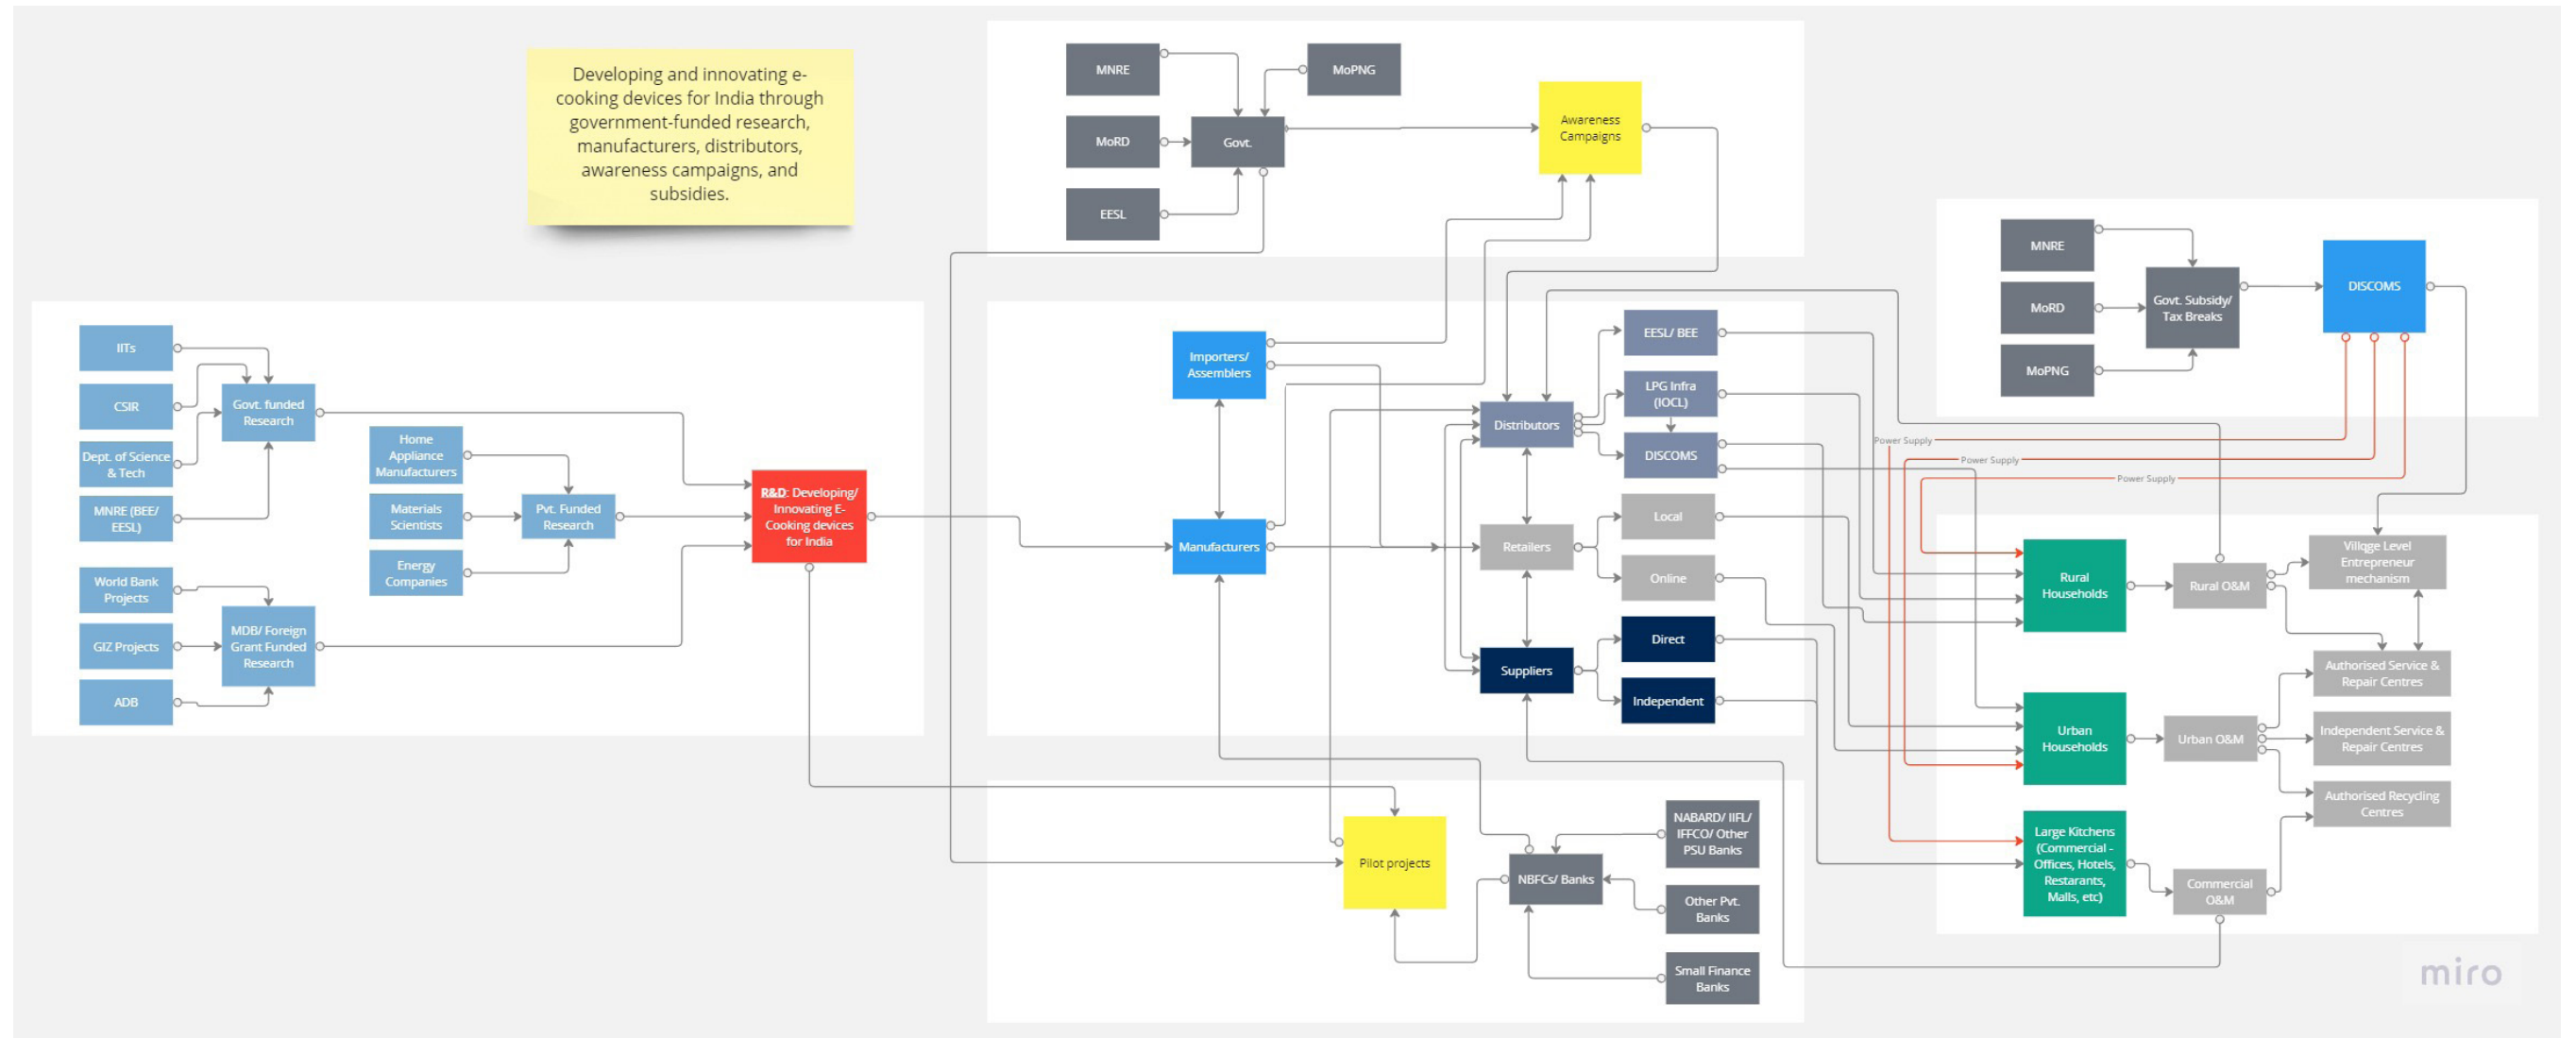 Developing and innovating e-
cooking devices for India through
government-funded research,
manufacturers, distributors,
awareness campaigns, and
subsidies.
MNRE
MoPNG
MoRD
Govt.
EESL
Awareness
Campaigns
MNRE
MoRD
MoPNG
Govt. Subsidy/
Tax Breaks
DISCOMS
IITs
CSIR
Dept. of Science
& Tech
MNRE (BEE/
EESL)
Govt. funded
Research
Home
Appliance
Manufacturers
Materials
Scientists
Energy
Companies
Pvt. Funded
Research
World Bank
Projects
GIZ Projects
ADB
MDB/ Foreign
Grant Funded
Research
R&D: Developing/
Innovating E-
Cooking devices
for India
Importers/
Assemblers
Manufacturers
Distributors
Retailers
Suppliers
EESL/ BEE
LPG Infra
(IOCL)
DISCOMS
Local
Online
Direct
Independent
Power Supply
Power Supply
Power Supply
Rural
Households
Rural O&M
Villqge Level
Entrepreneur
mechanism
Authorised Service &
Repair Centres
Urban
Households
Urban O&M
Independent Service &
Repair Centres
Authorised Recycling
Centres
Large Kitchens
(Commercial -
Offices, Hotels,
Restarants,
Malls, etc)
Commercial
O&M
Pilot projects
NBFCs/ Banks
NABARD/ IIFL/
IFFCO/ Other
PSU Banks
Other Pvt.
Banks
Small Finance
Banks
miro